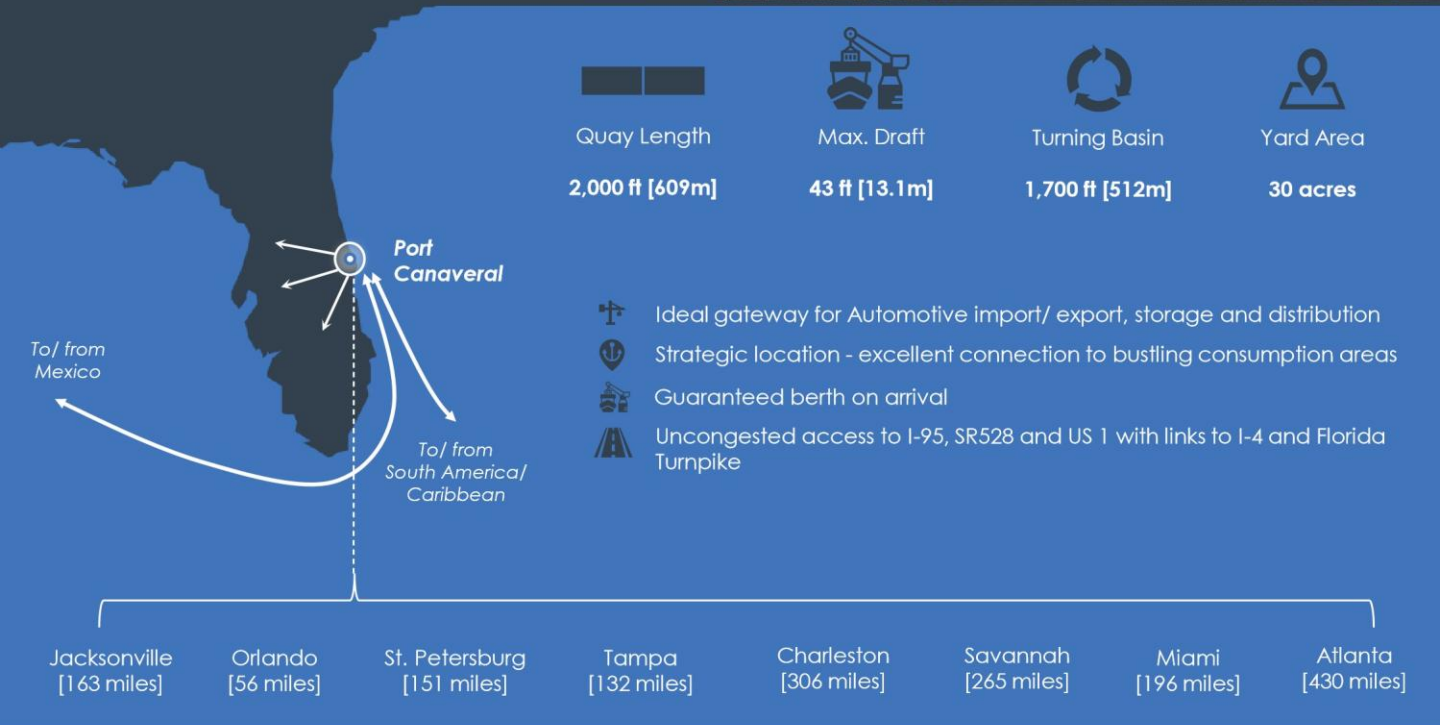 Quay Length
Max. Draft
Turning Basin
Yard Area
2,000 ft [609m]
43 ft [13.1m]
1,700 ft [512m]
30 acres
Port
Canaveral
Ideal gateway for Automotive import/ export, storage and distribution
Strategic location - excellent connection to bustling consumption areas
Guaranteed berth on arrival
Uncongested access to I-95, SR528 and US 1 with links to I-4 and Florida
Turnpike
To/ from
Mexico
To/ from
South America/
Caribbean
Jacksonville
[163 miles]
Orlando
[56 miles]
St. Petersburg
[151 miles]
Tampa
[132 miles]
Charleston
[306 miles]
Savannah
[265 miles]
Miami
[196 miles]
Atlanta
[430 miles]